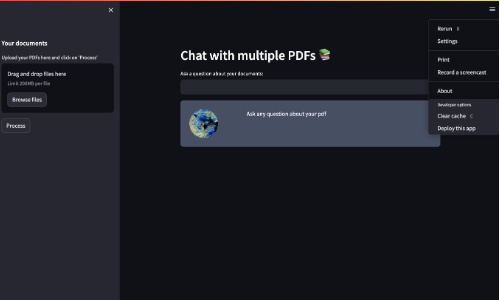 Your documents
Upload your PDFs here and click on 'Process'
Drag and drop files here
Limit 200MB per file
Browse files
Process
Chat with multiple PDFs 📚
Ask a question about your documents:
Ask any question about your pdf
Rerun R
Settings
Print
Record a screencast
About
Developer options
Clear cache C
Deploy this app